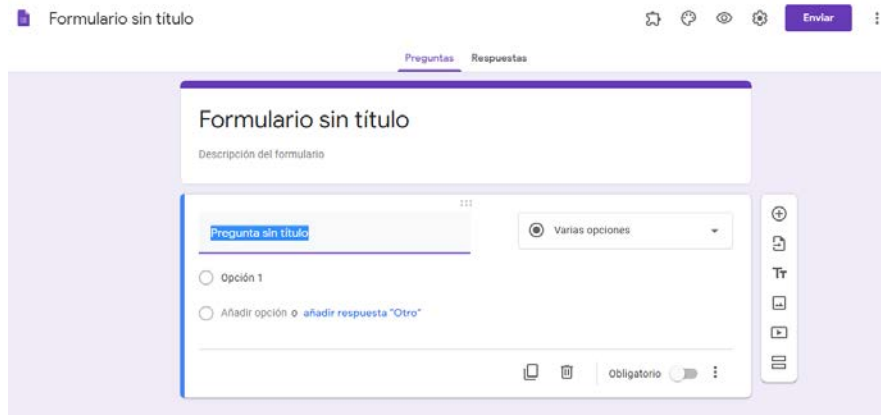 Formulario sin título
Enviar
Preguntas Respuestas
Formulario sin título
Descripción del formulario
Pregunta sin título
Varias opciones
Opción 1
Añadir opción o añadir respuesta "Otro"
Tт
Obligatorio